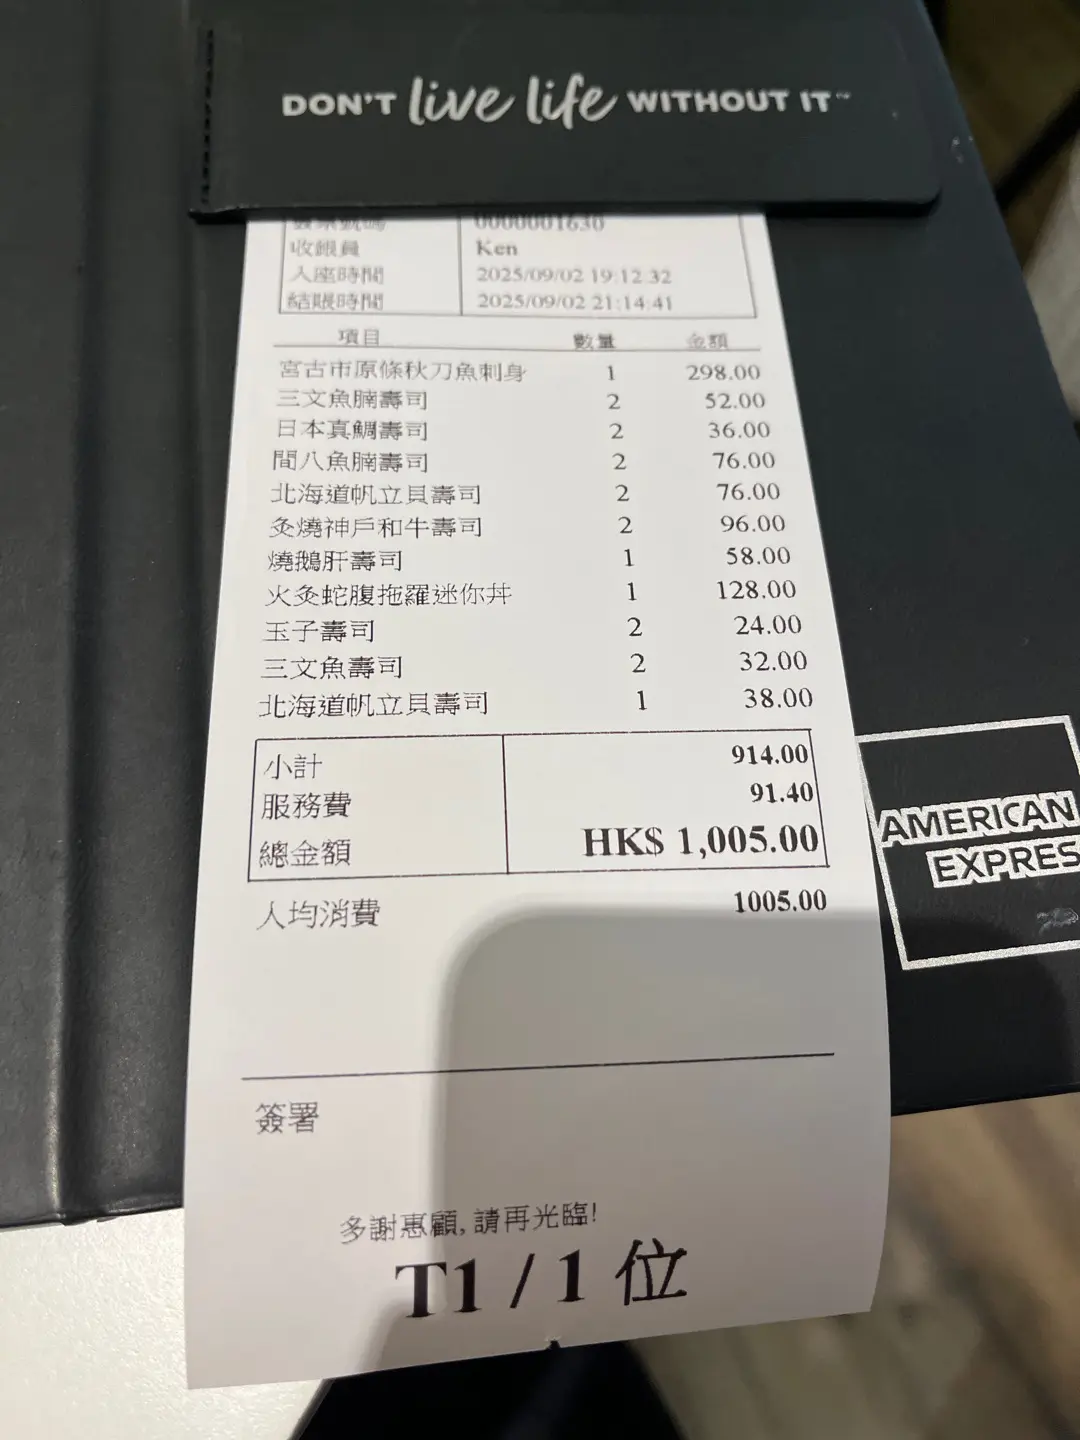 DON'T live life WITHOUT IT™
發票號碼 0000001630
收銀員 Ken
入座時間 2025/09/02 19:12:32
結賬時間 2025/09/02 21:14:41
項目 數量 金額
宮古市原條秋刀魚刺身 1 298.00
三文魚腩壽司 2 52.00
日本真鯛壽司 2 36.00
間八魚腩壽司 2 76.00
北海道帆立貝壽司 2 76.00
灸燒神戶和牛壽司 2 96.00
燒鵝肝壽司 1 58.00
火灸蛇腹拖羅迷你丼 1 128.00
玉子壽司 2 24.00
三文魚壽司 2 32.00
北海道帆立貝壽司 1 38.00
小計 914.00
服務費 91.40
總金額 HK$ 1,005.00
人均消費 1005.00
AMERICAN
EXPRES
簽署
多謝惠顧, 請再光臨!
T1 / 1 位